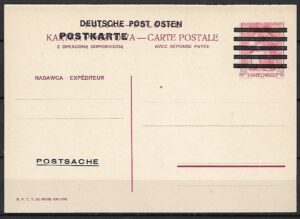 DEUTSCHE POST OSTEN
POSTKARTE
KA — CARTE POSTALE
Z OPŁACONĄ ODPOWIEDZIĄ AVEC RÉPONSE PAYÉE
NADAWCA EXPÉDITEUR
POSTSACHE